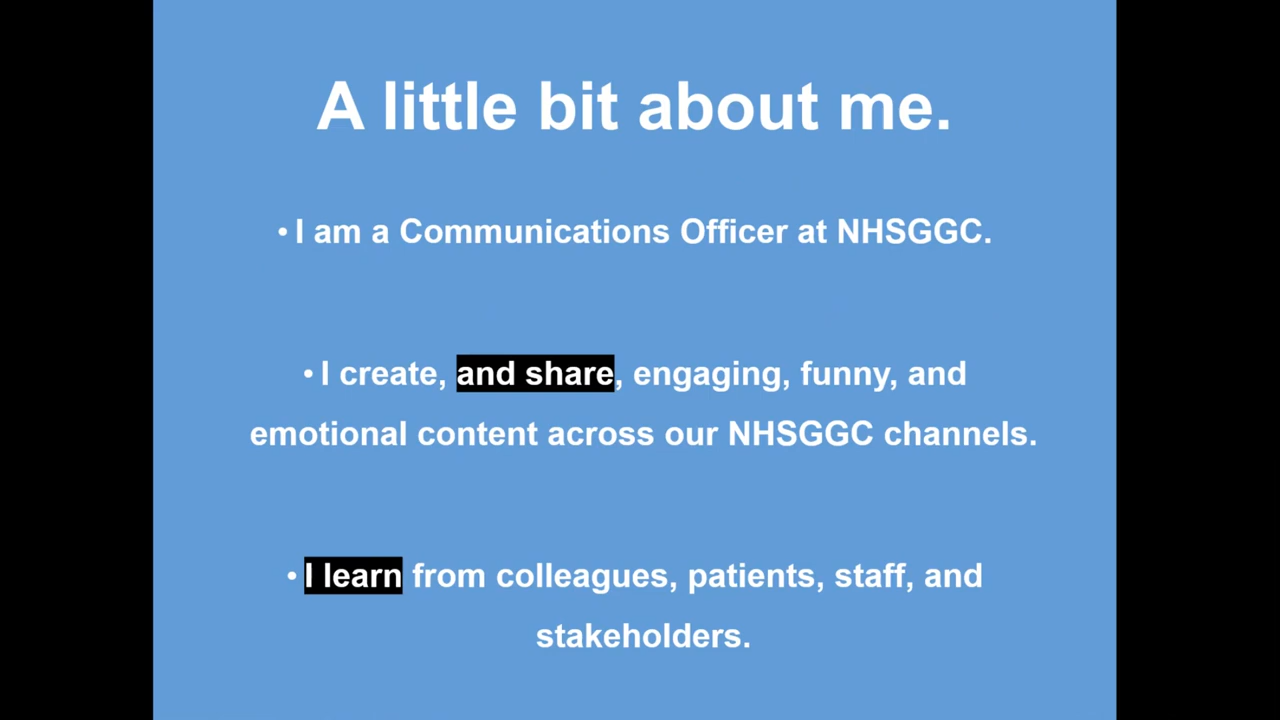 A little bit about me.
• I am a Communications Officer at NHSGGC.
• I create, and share, engaging, funny, and
emotional content across our NHSGGC channels.
• I learn from colleagues, patients, staff, and
stakeholders.